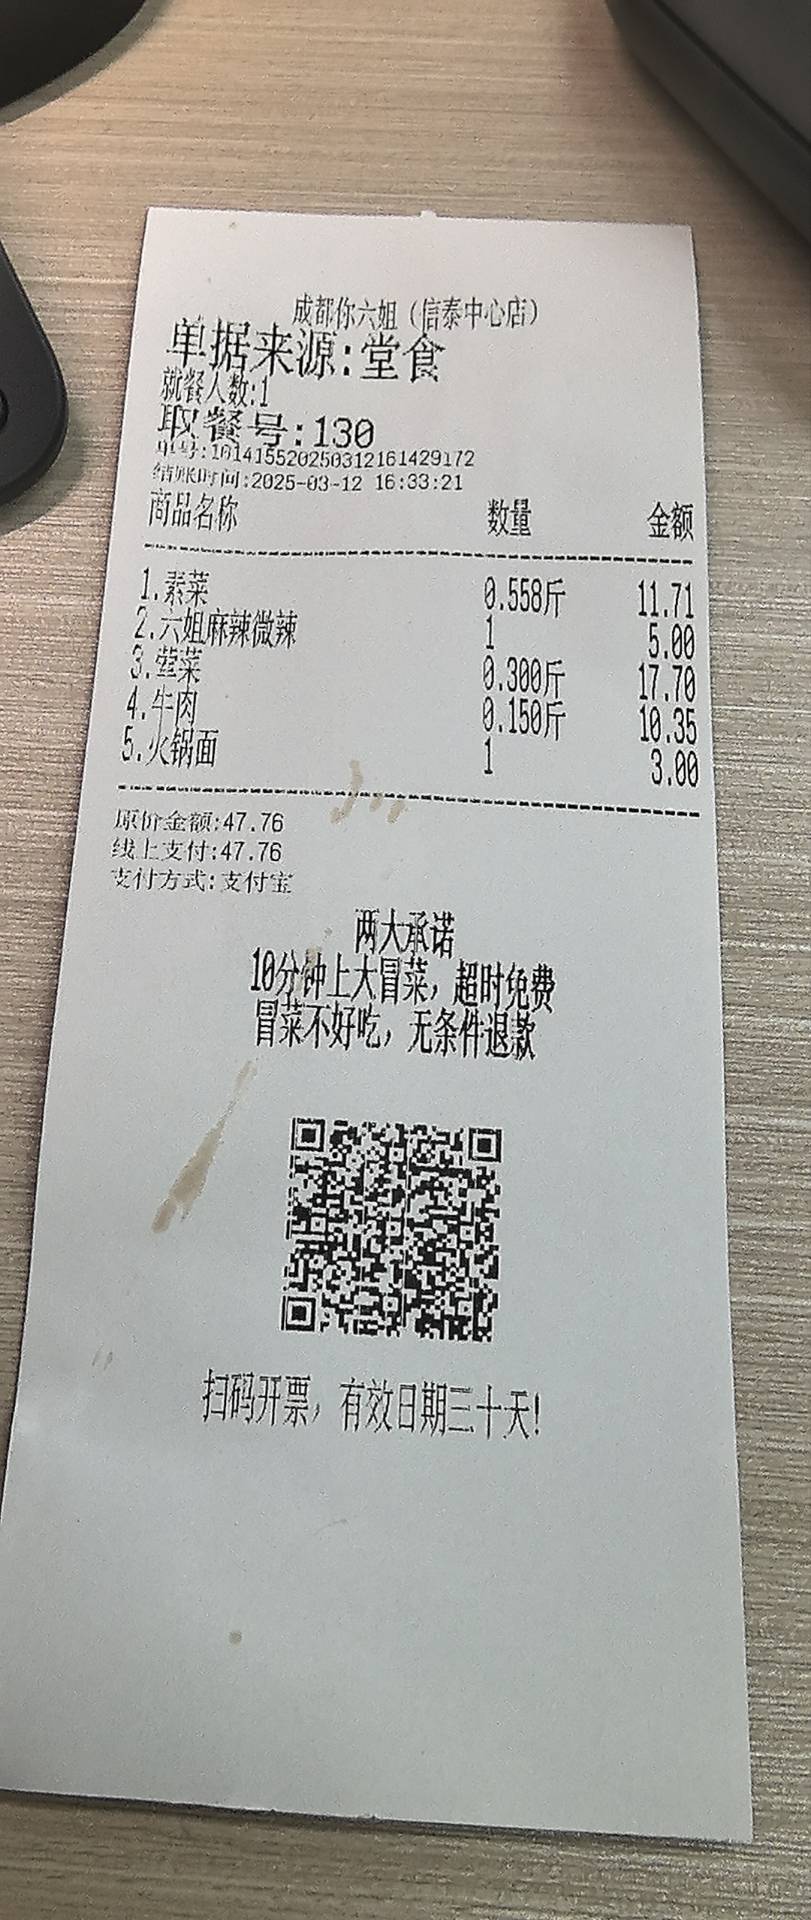 成都你六姐（信泰中心店）
单据来源:堂食
就餐人数:1
取餐号:130
单号:1014155202503121614​29172
结账时间:2025-03-12 16:33:21
商品名称 数量 金额
1.素菜 0.558斤 11.71
2.六姐麻辣微辣 1 5.00
3.荤菜 0.300斤 17.70
4.牛肉 0.150斤 10.35
5.火锅面 1 3.00
原价金额:47.76
线上支付:47.76
支付方式:支付宝
两大承诺
10分钟上大冒菜，超时免费
冒菜不好吃，无条件退款
扫码开票，有效日期三十天!